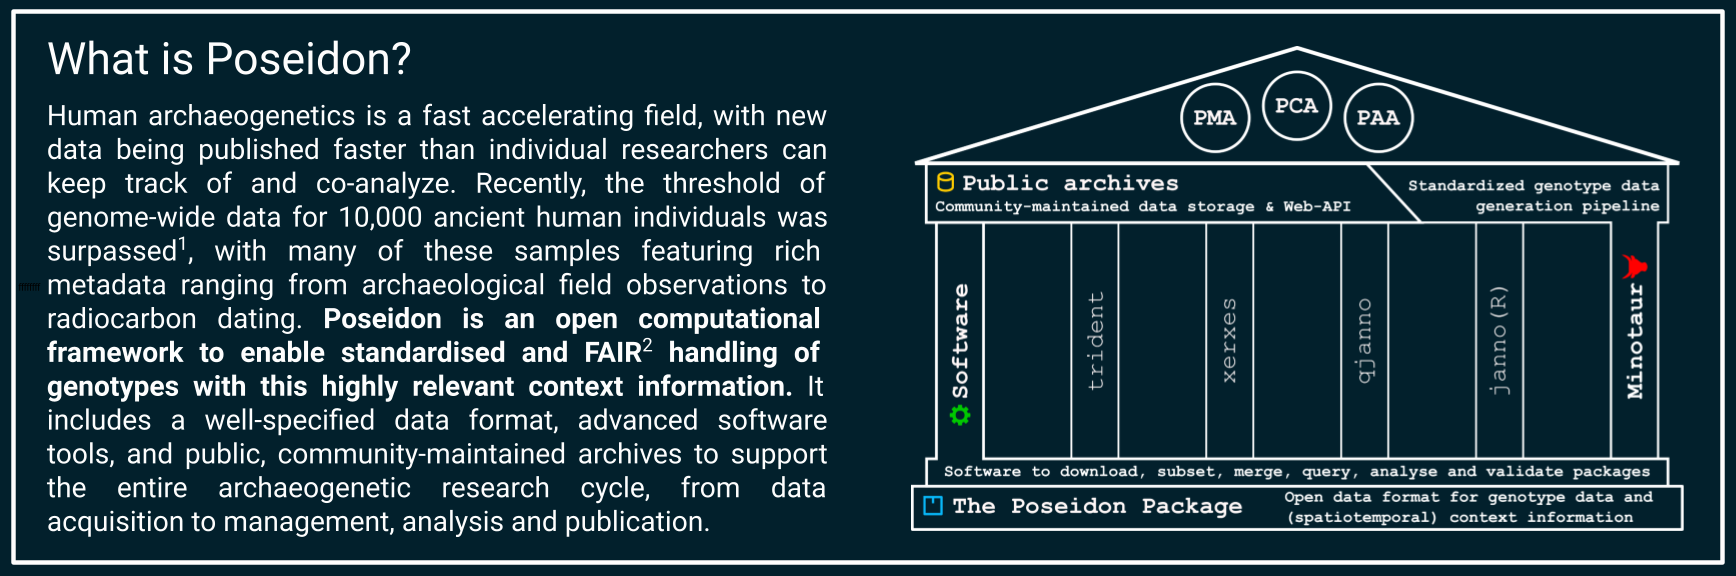 What is Poseidon?
Human archaeogenetics is a fast accelerating field, with new
data being published faster than individual researchers can
keep track of and co-analyze. Recently, the threshold of
genome-wide data for 10,000 ancient human individuals was
surpassed¹, with many of these samples featuring rich
metadata ranging from archaeological field observations to
radiocarbon dating. Poseidon is an open computational
framework to enable standardised and FAIR² handling of
genotypes with this highly relevant context information. It
includes a well-specified data format, advanced software
tools, and public, community-maintained archives to support
the entire archaeogenetic research cycle, from data
acquisition to management, analysis and publication.
PMA
PCA
PAA
Public archives
Community-maintained data storage & Web-API
Standardized genotype data
generation pipeline
Software
trident
xerxes
qjanno
janno(R)
Minotaur
Software to download, subset, merge, query, analyse and validate packages
The Poseidon Package
Open data format for genotype data and
(spatiotemporal) context information